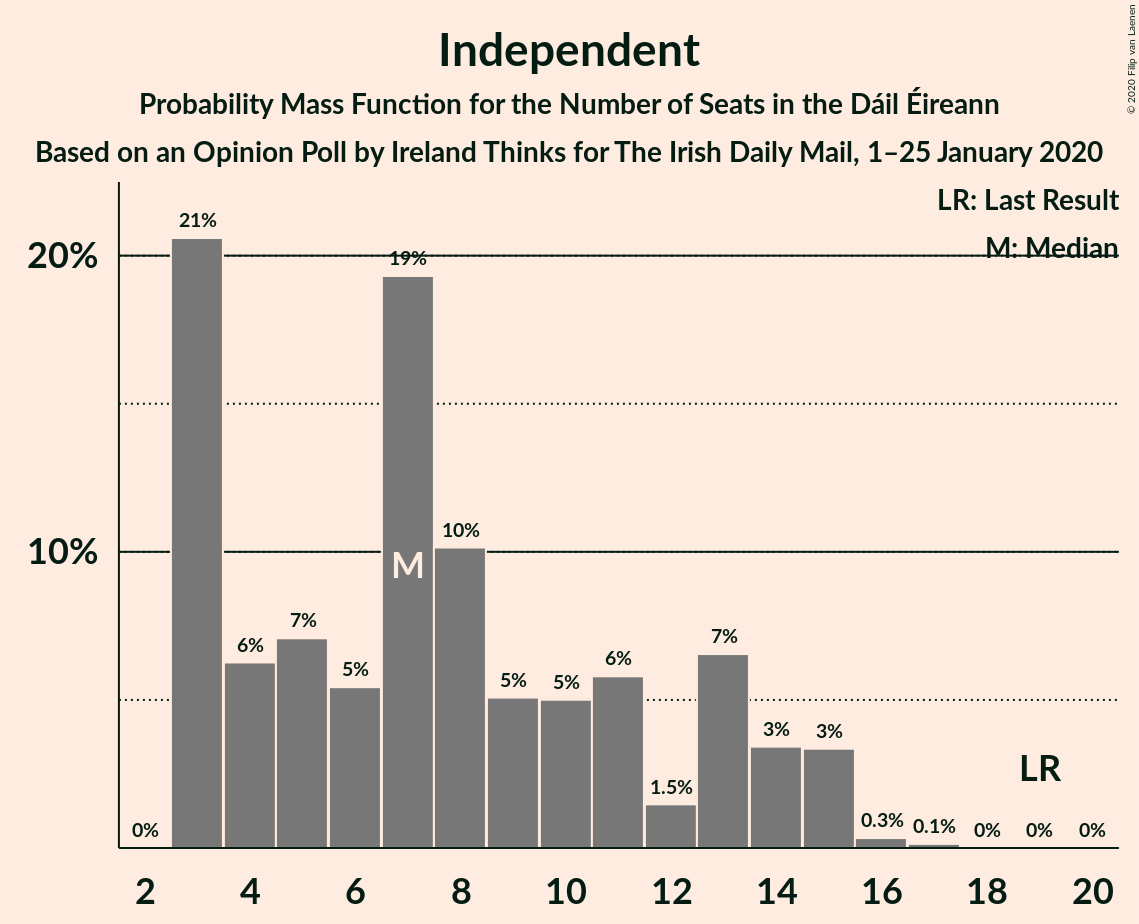 Independent
Probability Mass Function for the Number of Seats in the Dáil Éireann
Based on an Opinion Poll by Ireland Thinks for The Irish Daily Mail, 1–25 January 2020
© 2020 Filip van Laenen
LR: Last Result
M: Median
20%
10%
0%
21%
6%
7%
5%
19%
M
10%
5%
5%
6%
1.5%
7%
3%
3%
0.3%
0.1%
0%
LR
0%
0%
2 4 6 8 10 12 14 16 18 20